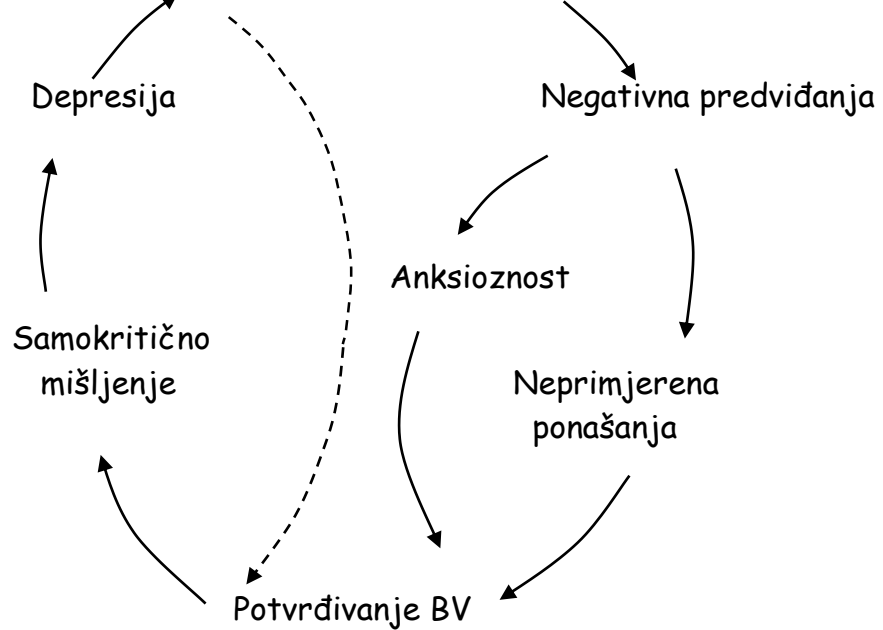 Depresija
Negativna predviđanja
Anksioznost
Samokritično
mišljenje
Neprimjerena
ponašanja
Potvrđivanje BV